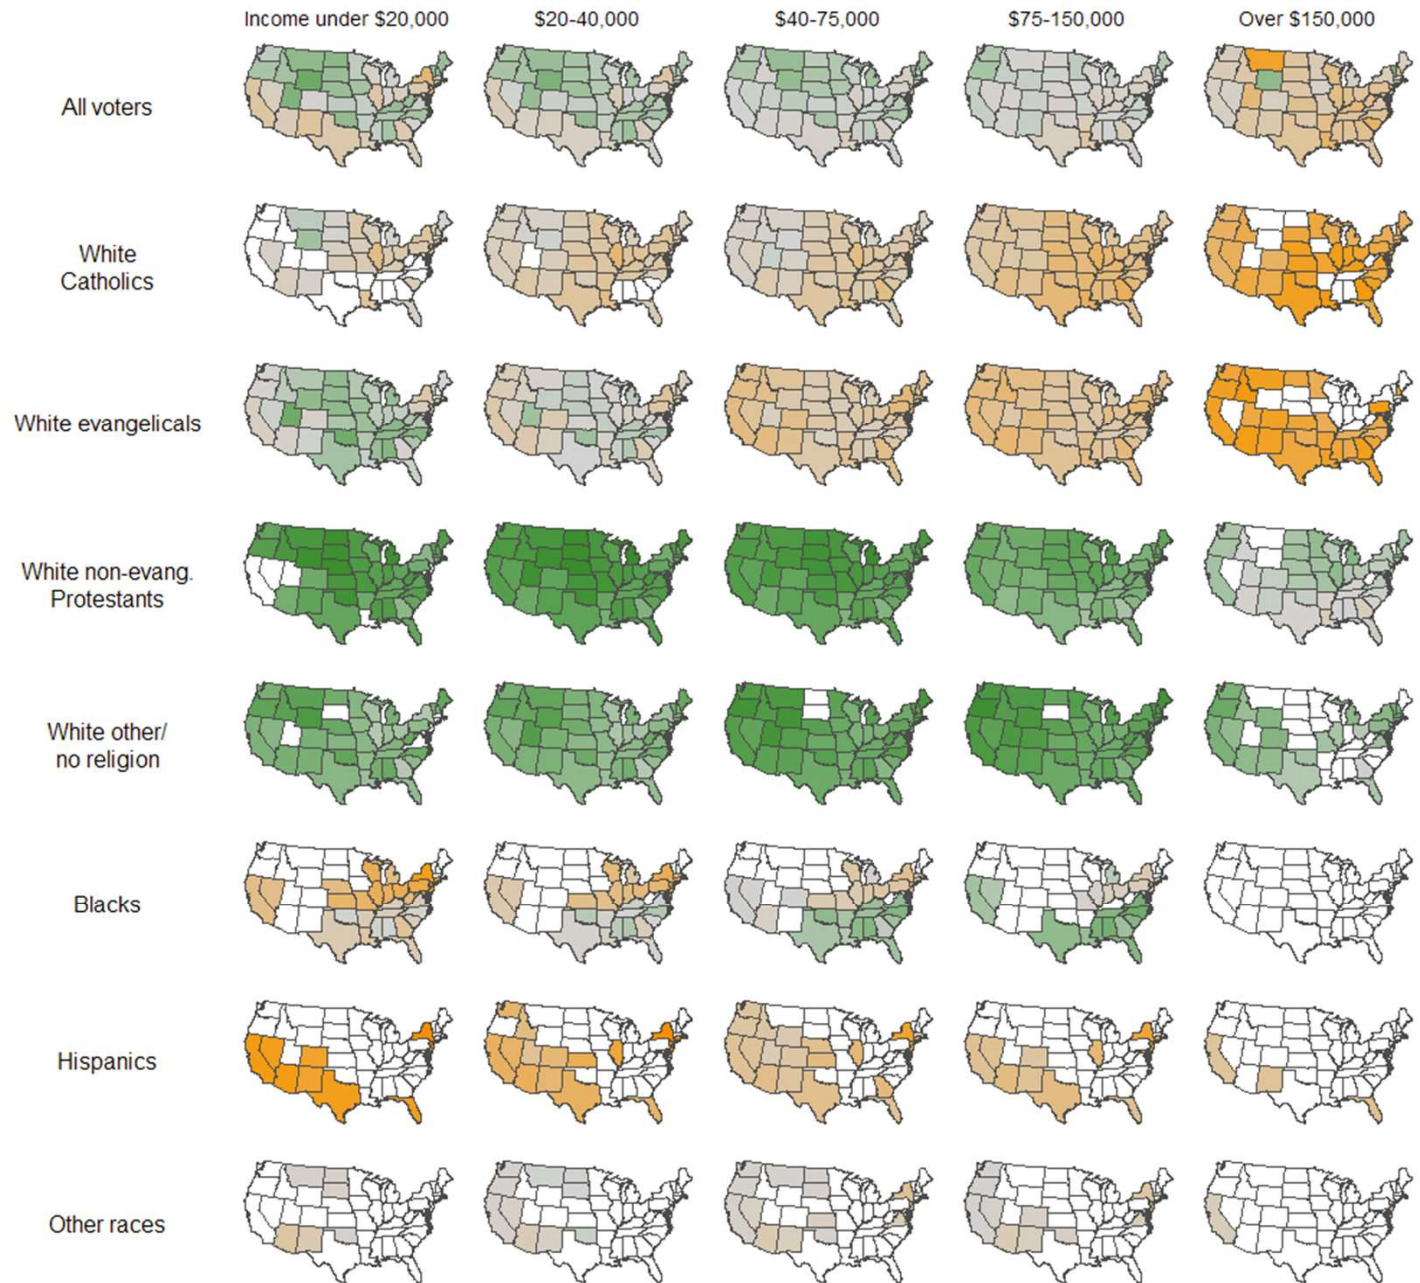 Income under $20,000
$20-40,000
$40-75,000
$75-150,000
Over $150,000
All voters
White
Catholics
White evangelicals
White non-evang.
Protestants
White other/
no religion
Blacks
Hispanics
Other races